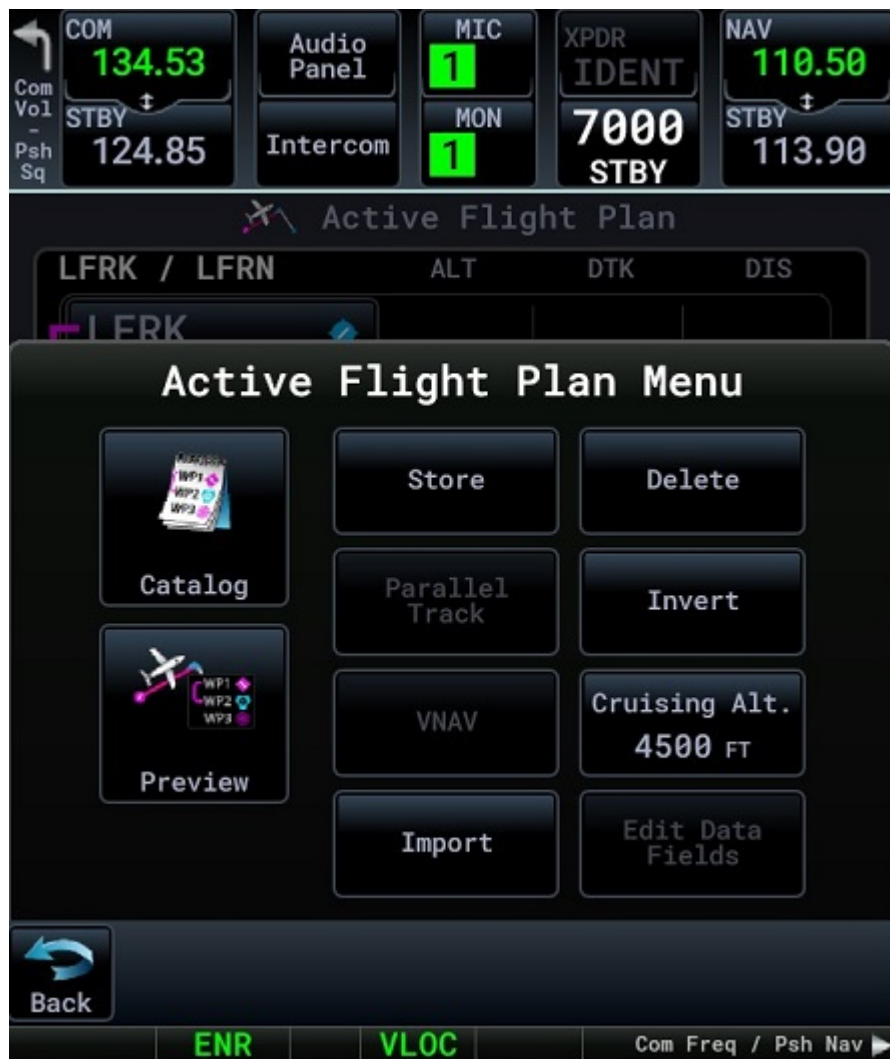 COM
134.53
STBY
124.85
Com
Vol
-
Psh
Sq
Audio
Panel
Intercom
MIC
1
MON
1
XPDR
IDENT
7000
STBY
NAV
110.50
STBY
113.90
Active Flight Plan
LFRK / LFRN ALT DTK DIS
LFRK
Active Flight Plan Menu
WP1
WP2
WP3
Catalog
Store
Delete
Parallel
Track
Invert
WP1
WP2
WP3
Preview
VNAV
Cruising Alt.
4500 FT
Import
Edit Data
Fields
Back
ENR VLOC Com Freq / Psh Nav